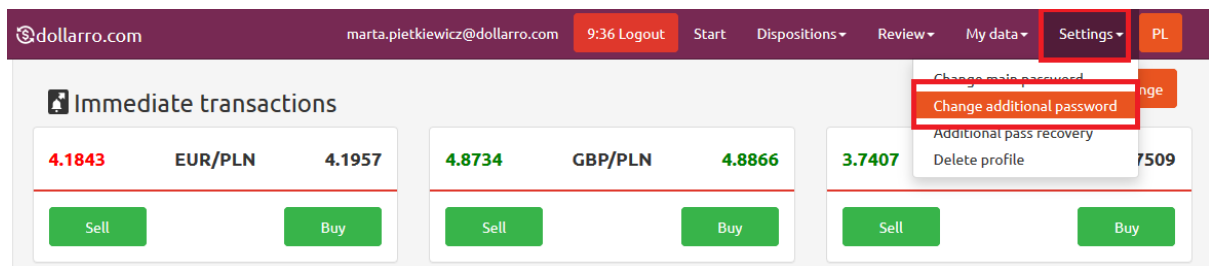 dollarro.com marta.pietkiewicz@dollarro.com 9:36 Logout Start Dispositions Review My data Settings PL
Change main password
Immediate transactions
Change additional password
Additional pass recovery
Delete profile
4.1843 EUR/PLN 4.1957 4.8734 GBP/PLN 4.8866 3.7407
Sell Buy Sell Buy Sell Buy